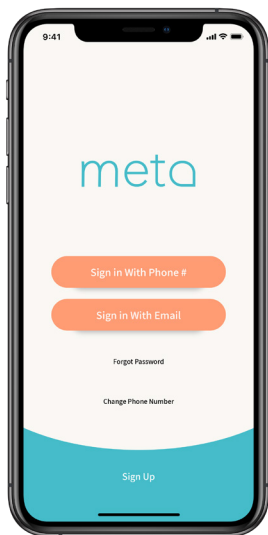 9:41
meta
Sign in With Phone #
Sign in With Email
Forgot Password
Change Phone Number
Sign Up